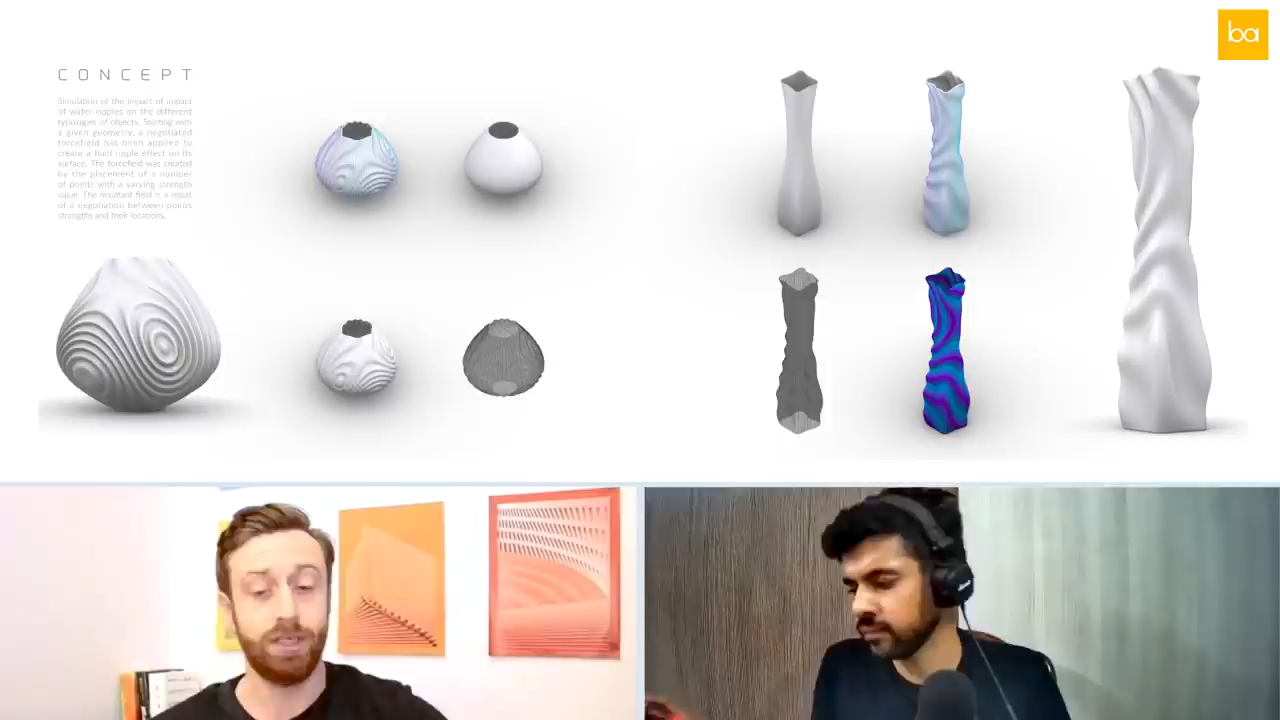 CONCEPT
Simulation of the impact of impact
of water ripples on the different
typologies of objects. Starting with
a given geometry, a negotiated
forcefield has been applied to
create a fluid ripple effect on its
surface. The forcefield was created
by the placement of a number
of points with a varying strength
value. The resultant field is a result
of a negotiation between points
strengths and their locations.
ba